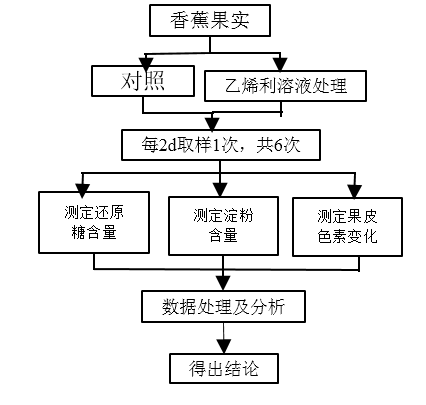 香蕉果实
对照
乙烯利溶液处理
每2d取样1次，共6次
测定还原
糖含量
测定淀粉
含量
测定果皮
色素变化
数据处理及分析
得出结论